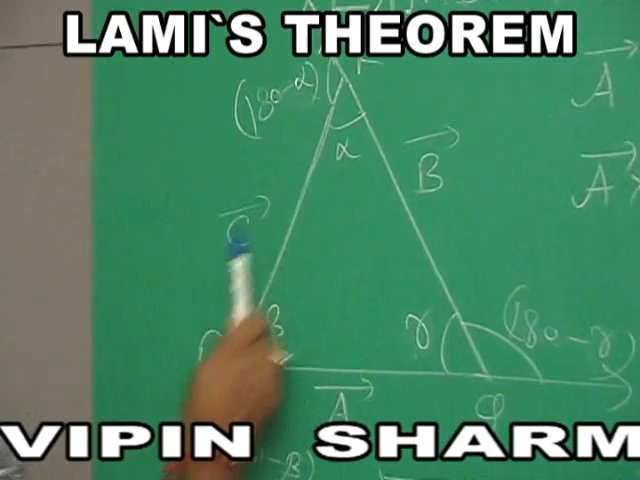 LAMI`S THEOREM
(180-α)
A
α
B
A
C
β
γ
(180-γ)
A
φ
VIPIN SHARM